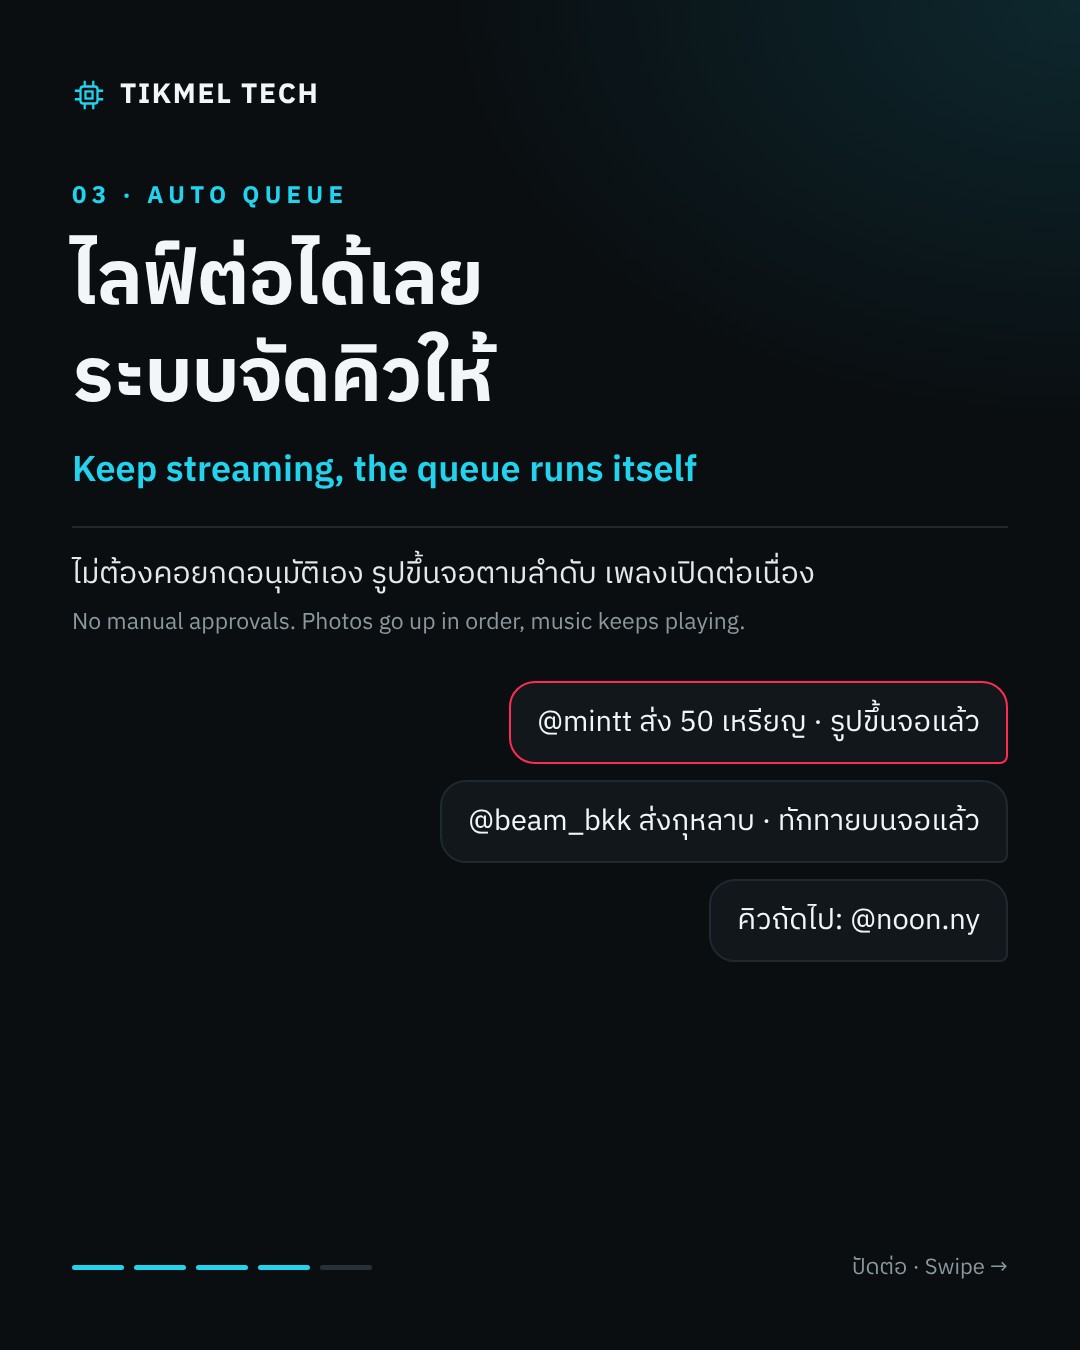 TIKMEL TECH
03 · AUTO QUEUE
ไลฟ์ต่อได้เลย
ระบบจัดคิวให้
Keep streaming, the queue runs itself
ไม่ต้องคอยกดอนุมัติเอง รูปขึ้นจอตามลำดับ เพลงเปิดต่อเนื่อง
No manual approvals. Photos go up in order, music keeps playing.
@mintt ส่ง 50 เหรียญ · รูปขึ้นจอแล้ว
@beam_bkk ส่งกุหลาบ · ทักทายบนจอแล้ว
คิวถัดไป: @noon.ny
ปัดต่อ · Swipe →